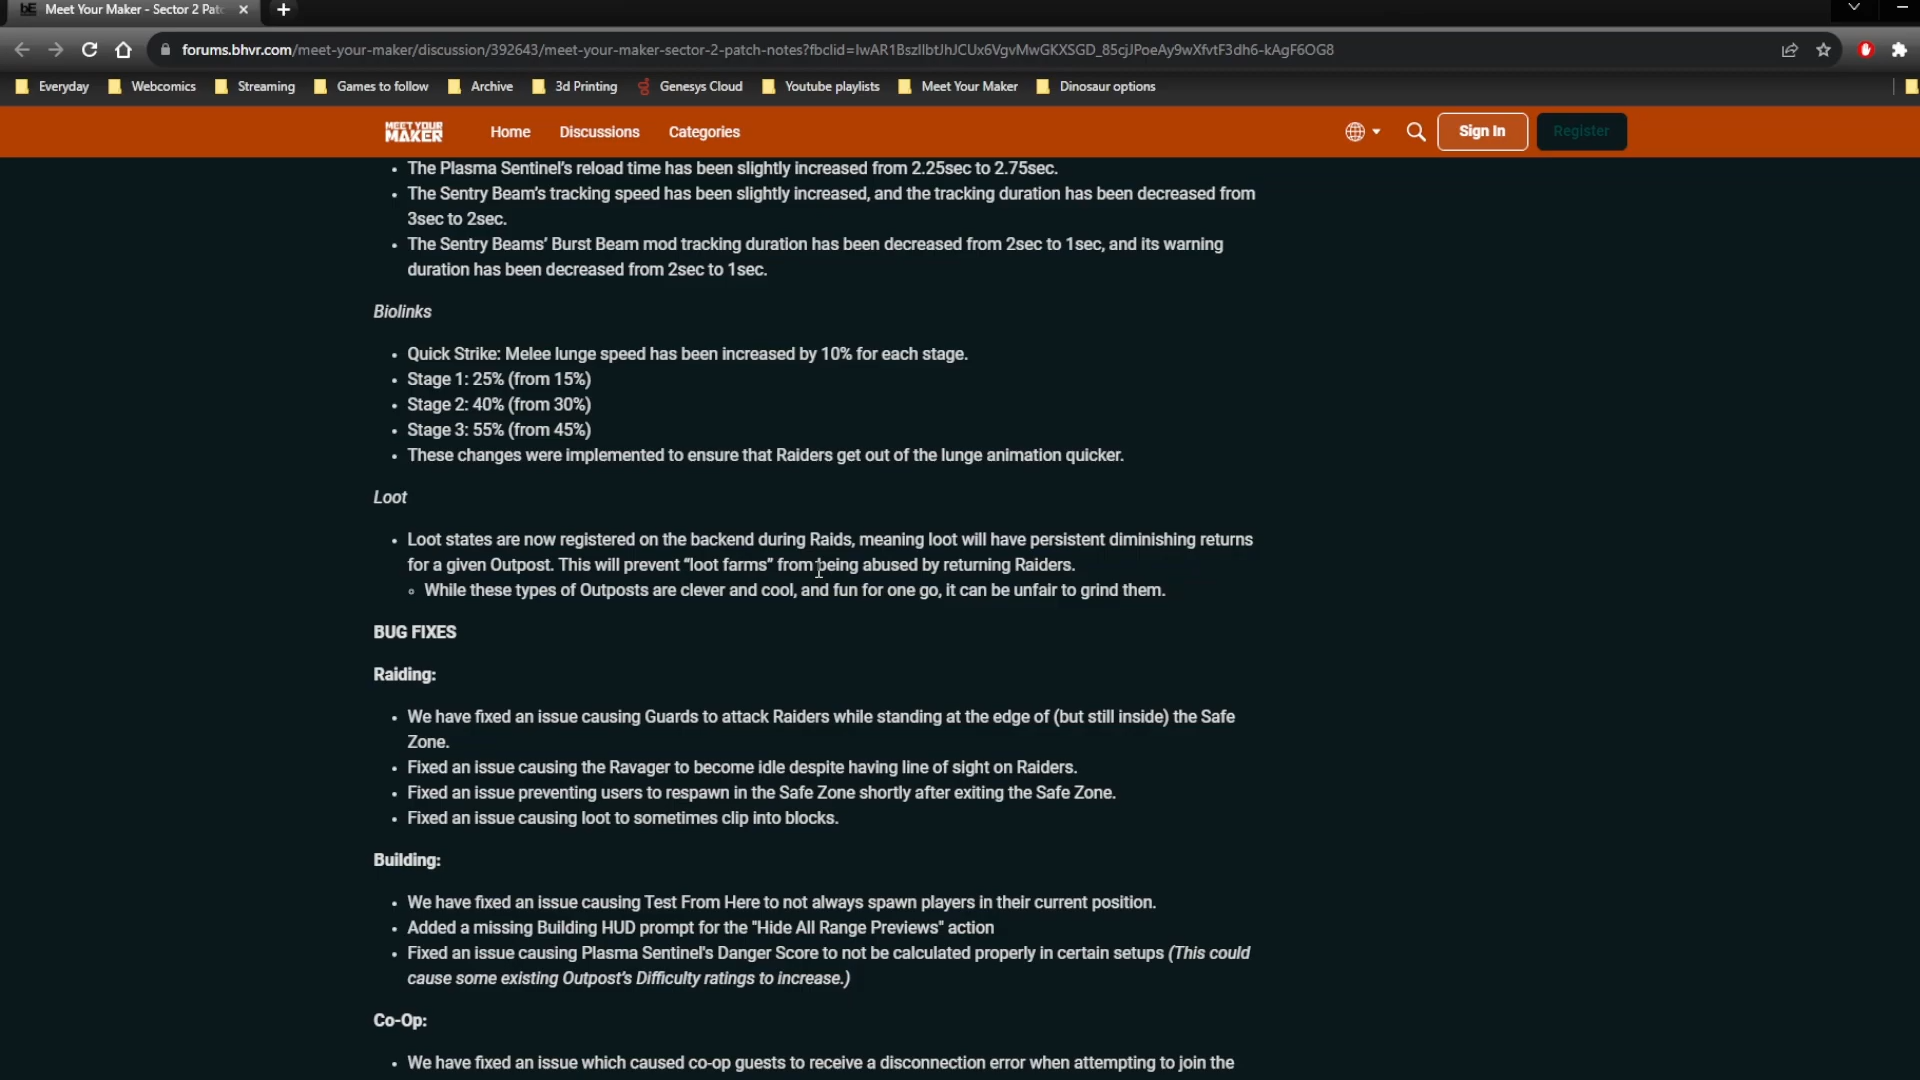 Meet Your Maker - Sector 2 Pat
forums.bhvr.com/meet-your-maker/discussion/392643/meet-your-maker-sector-2-patch-notes?fbclid=IwAR1BszlIbtJhJCUx6VgvMwGKXSGD_85cjJPoeAy9wXfvtF3dh6-kAgF6OG8
Everyday Webcomics Streaming Games to follow Archive 3d Printing Genesys Cloud Youtube playlists Meet Your Maker Dinosaur options
MEET YOUR MAKER Home Discussions Categories Sign In Register
• The Plasma Sentinel's reload time has been slightly increased from 2.25sec to 2.75sec.
• The Sentry Beam's tracking speed has been slightly increased, and the tracking duration has been decreased from
3sec to 2sec.
• The Sentry Beams' Burst Beam mod tracking duration has been decreased from 2sec to 1sec, and its warning
duration has been decreased from 2sec to 1sec.
Biolinks
• Quick Strike: Melee lunge speed has been increased by 10% for each stage.
• Stage 1: 25% (from 15%)
• Stage 2: 40% (from 30%)
• Stage 3: 55% (from 45%)
• These changes were implemented to ensure that Raiders get out of the lunge animation quicker.
Loot
• Loot states are now registered on the backend during Raids, meaning loot will have persistent diminishing returns
for a given Outpost. This will prevent “loot farms” from being abused by returning Raiders.
◦ While these types of Outposts are clever and cool, and fun for one go, it can be unfair to grind them.
BUG FIXES
Raiding:
• We have fixed an issue causing Guards to attack Raiders while standing at the edge of (but still inside) the Safe
Zone.
• Fixed an issue causing the Ravager to become idle despite having line of sight on Raiders.
• Fixed an issue preventing users to respawn in the Safe Zone shortly after exiting the Safe Zone.
• Fixed an issue causing loot to sometimes clip into blocks.
Building:
• We have fixed an issue causing Test From Here to not always spawn players in their current position.
• Added a missing Building HUD prompt for the "Hide All Range Previews" action
• Fixed an issue causing Plasma Sentinel's Danger Score to not be calculated properly in certain setups (This could
cause some existing Outpost's Difficulty ratings to increase.)
Co-Op:
• We have fixed an issue which caused co-op guests to receive a disconnection error when attempting to join the